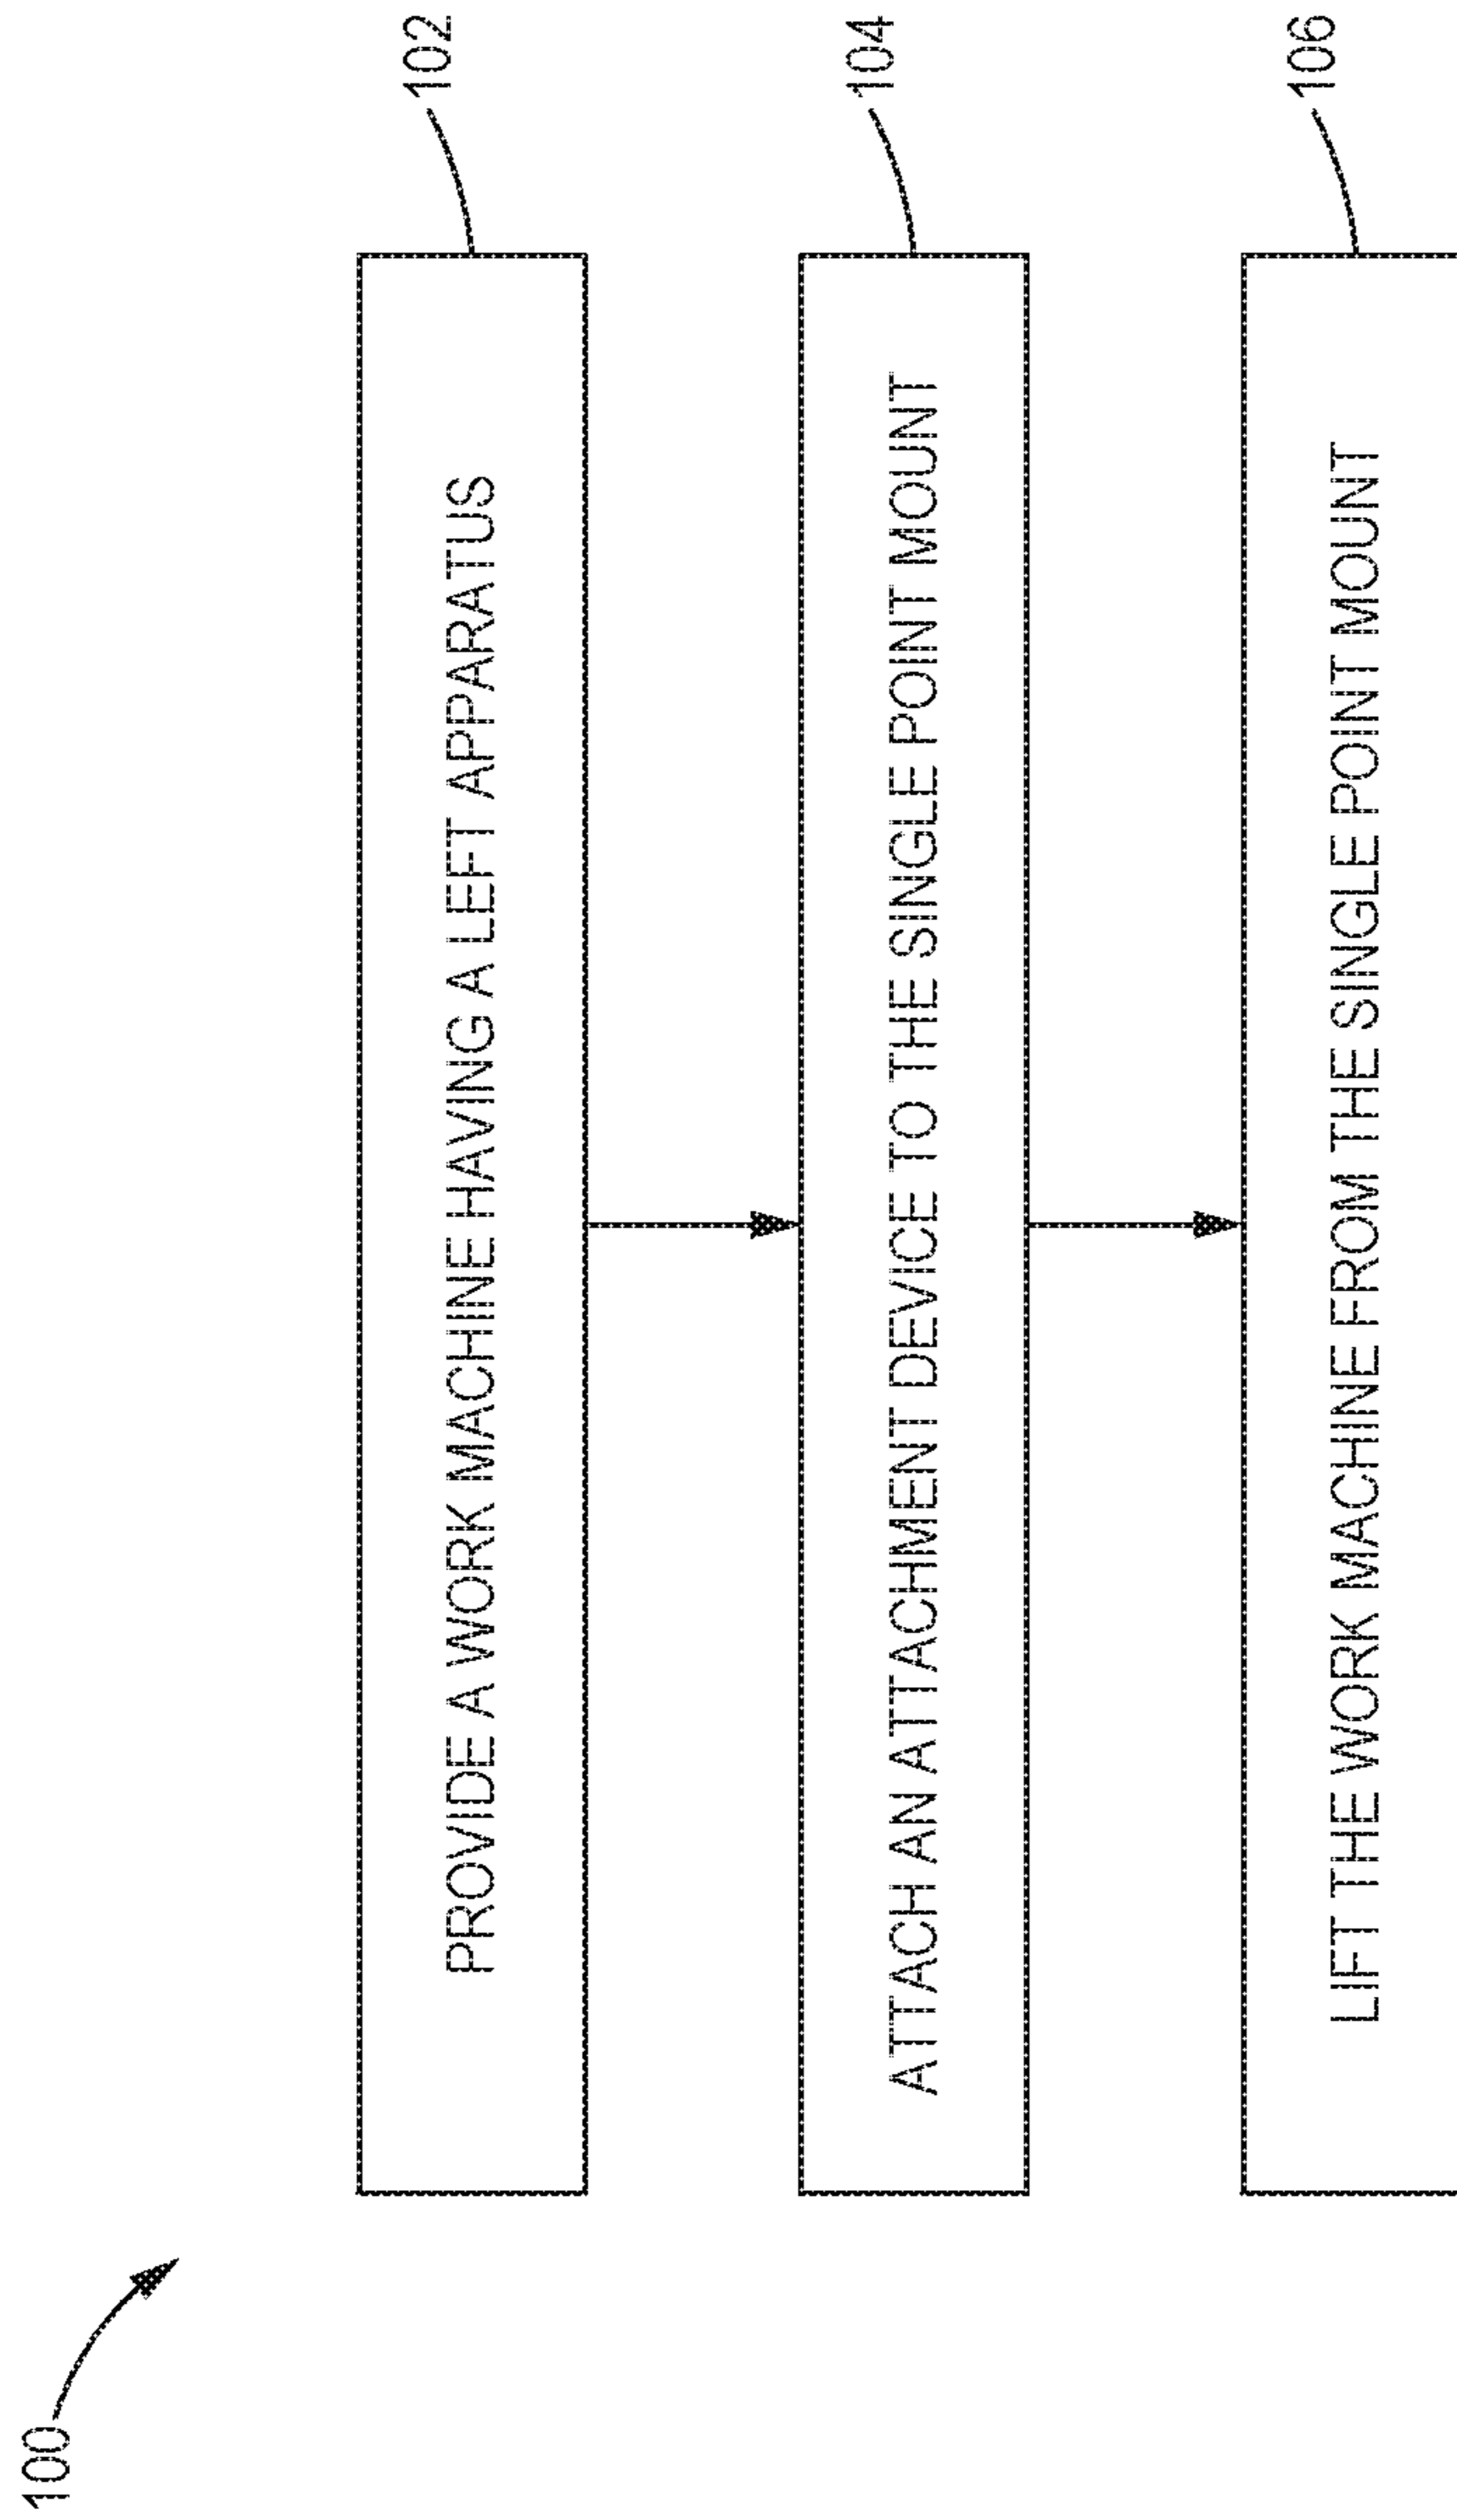 100
PROVIDE A WORK MACHINE HAVING A LEFT APPARATUS
102
ATTACH AN ATTACHMENT DEVICE TO THE SINGLE POINT MOUNT
104
LIFT THE WORK MACHINE FROM THE SINGLE POINT MOUNT
106